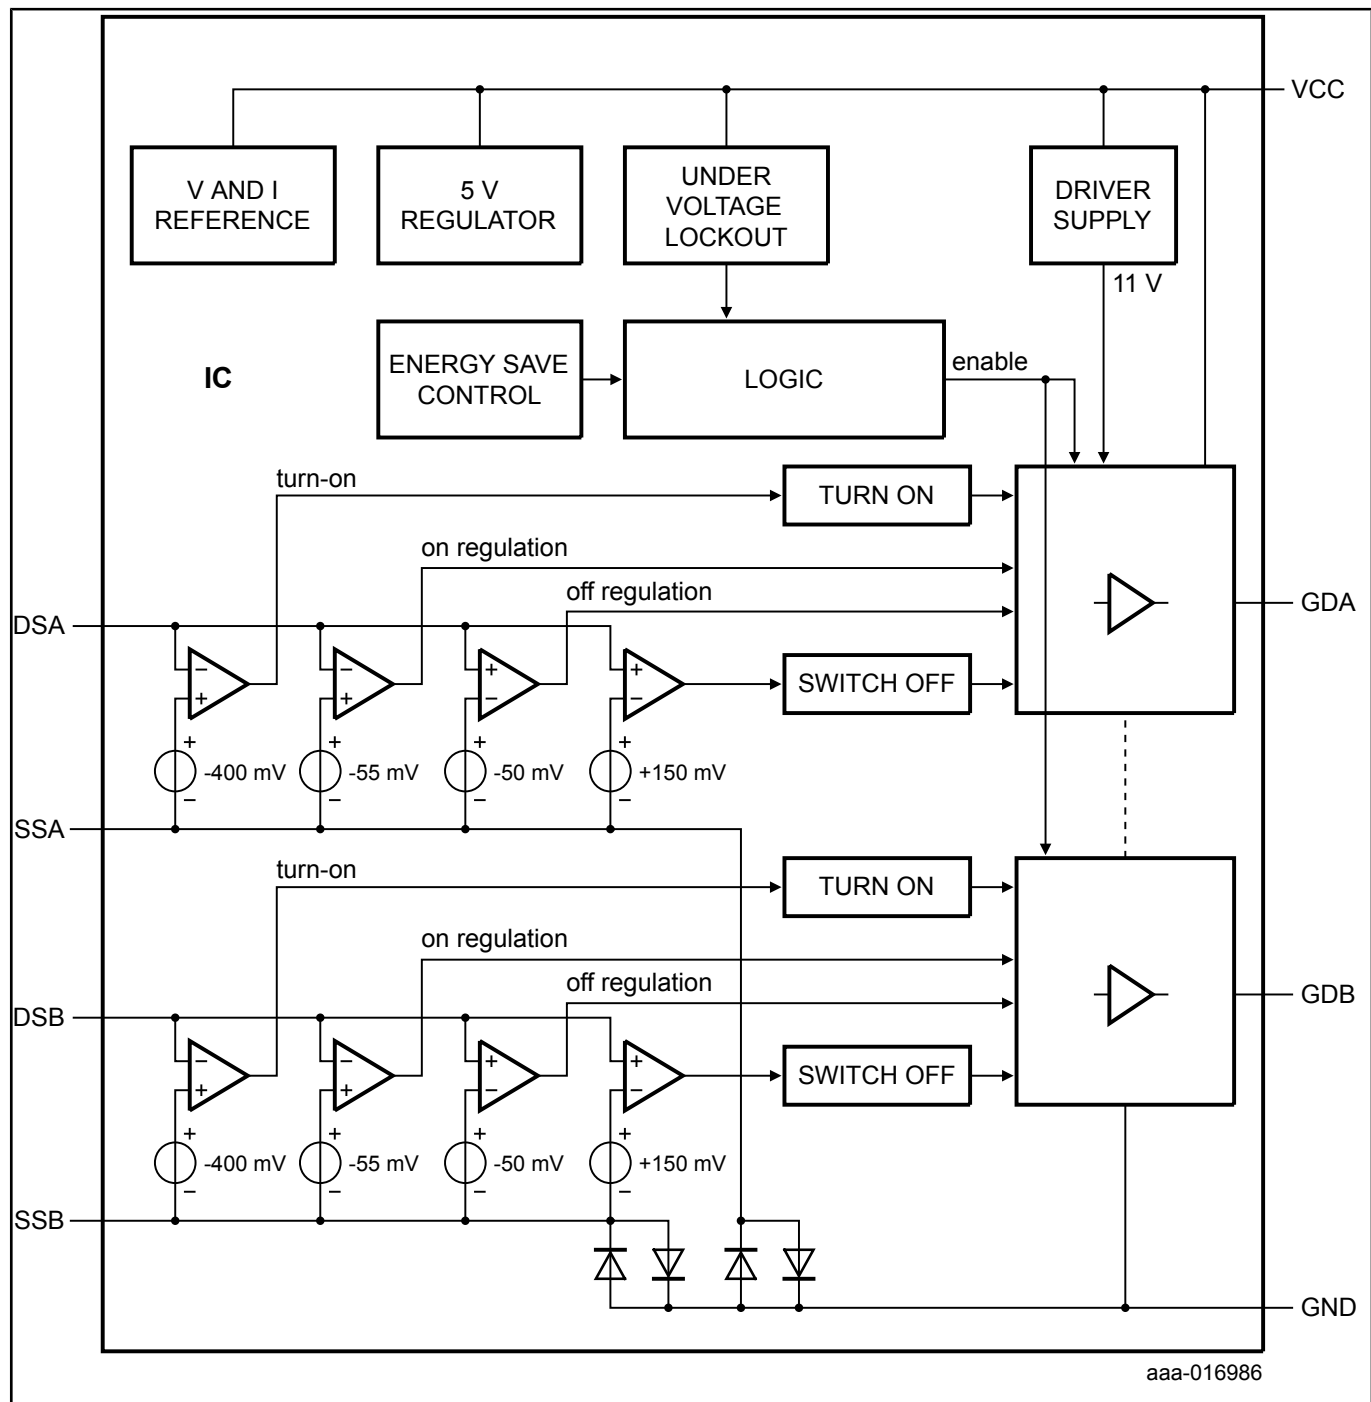 VCC
V AND I
REFERENCE
5 V
REGULATOR
UNDER
VOLTAGE
LOCKOUT
DRIVER
SUPPLY
11 V
IC
ENERGY SAVE
CONTROL
LOGIC
enable
turn-on
TURN ON
on regulation
off regulation
DSA
GDA
- - + +
+ + - -
SWITCH OFF
+ + + +
-400 mV -55 mV -50 mV +150 mV
- - - -
SSA
turn-on
TURN ON
on regulation
off regulation
DSB
GDB
- - + +
+ + - -
SWITCH OFF
+ + + +
-400 mV -55 mV -50 mV +150 mV
- - - -
SSB
GND
aaa-016986